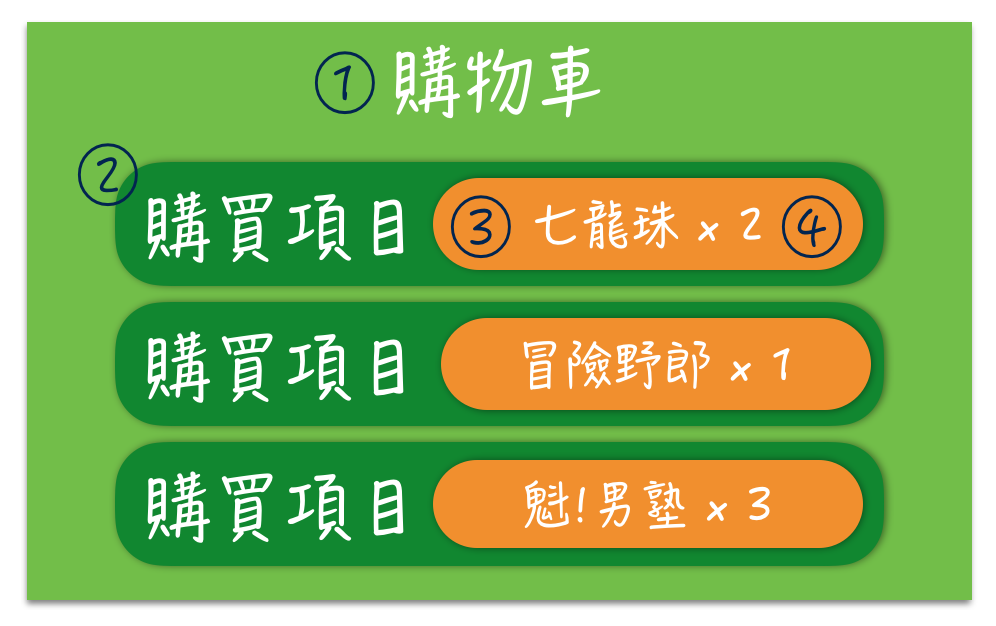 ① 購物車
②
購買項目 ③ 七龍珠 x 2 ④
購買項目 冒險野郎 x 1
購買項目 魁!男塾 x 3